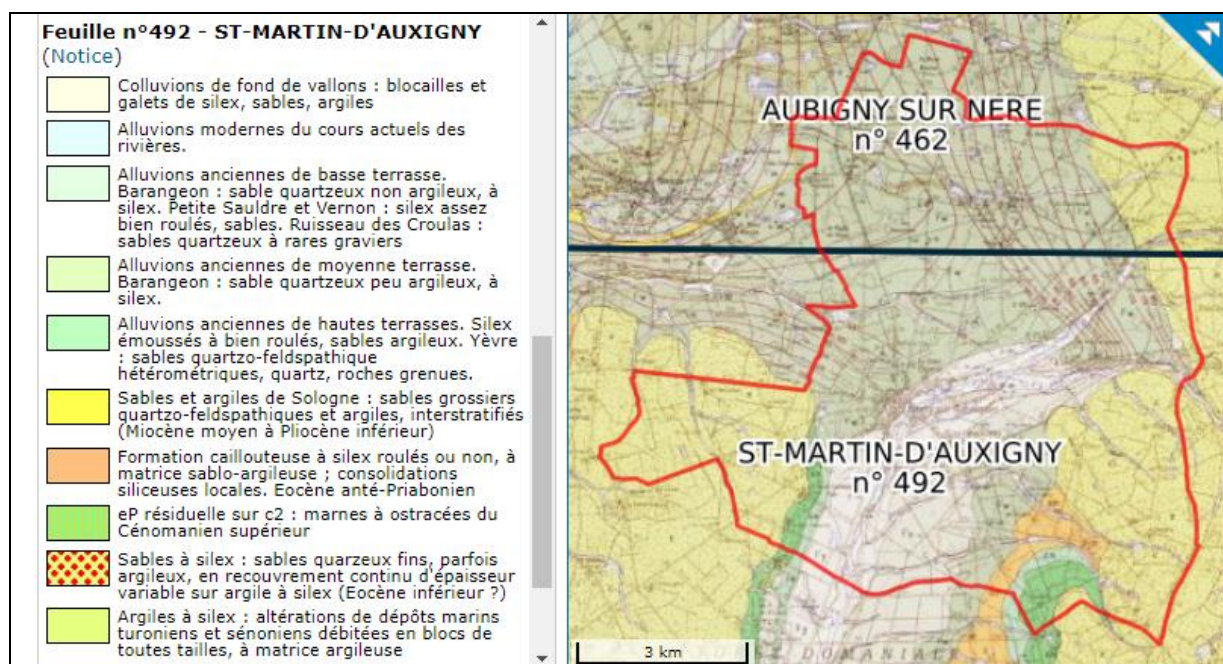 Feuille n°492 - ST-MARTIN-D'AUXIGNY
(Notice)
Colluvions de fond de vallons : blocailles et
galets de silex, sables, argiles
Alluvions modernes du cours actuels des
rivières.
Alluvions anciennes de basse terrasse.
Barangeon : sable quartzeux non argileux, à
silex. Petite Sauldre et Vernon : silex assez
bien roulés, sables. Ruisseau des Croulas :
sables quartzeux à rares graviers
Alluvions anciennes de moyenne terrasse.
Barangeon : sable quartzeux peu argileux, à
silex.
Alluvions anciennes de hautes terrasses. Silex
émoussés à bien roulés, sables argileux. Yèvre
: sables quartzo-feldspathique
hétérométriques, quartz, roches grenues.
Sables et argiles de Sologne : sables grossiers
quartzo-feldspathiques et argiles, interstratifiés
(Miocène moyen à Pliocène inférieur)
Formation caillouteuse à silex roulés ou non, à
matrice sablo-argileuse ; consolidations
siliceuses locales. Eocène anté-Priabonien
eP résiduelle sur c2 : marnes à ostracées du
Cénomanien supérieur
Sables à silex : sables quarzeux fins, parfois
argileux, en recouvrement continu d'épaisseur
variable sur argile à silex (Eocène inférieur ?)
Argiles à silex : altérations de dépôts marins
turoniens et sénoniens débitées en blocs de
toutes tailles, à matrice argileuse
AUBIGNY SUR NERE
n° 462
ST-MARTIN-D'AUXIGNY
n° 492
3 km
DOMANIALE